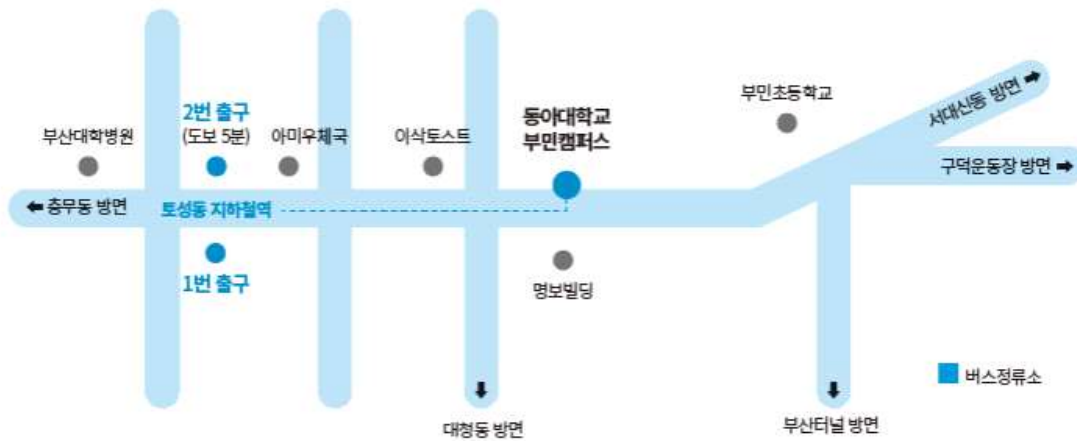 부민초등학교
서대신동 방면 ➡
2번 출구
(도보 5분)
부산대학병원
아미우체국
이삭토스트
동아대학교
부민캠퍼스
구덕운동장 방면 ➡
⬅ 충무동 방면
토성동 지하철역
1번 출구
명보빌딩
버스정류소
대청동 방면
부산터널 방면